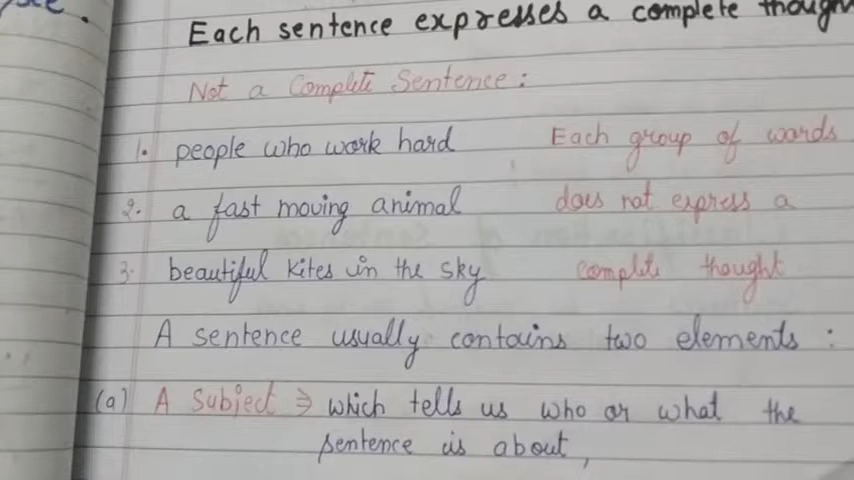 Each sentence expresses a complete though
Not a Complete Sentence :
1. people who work hard Each group of words
2. a fast moving animal does not express a
3. beautiful kites in the sky complete thought
A sentence usually contains two elements :
(a) A Subject ⇒ which tells us who or what the
sentence is about,